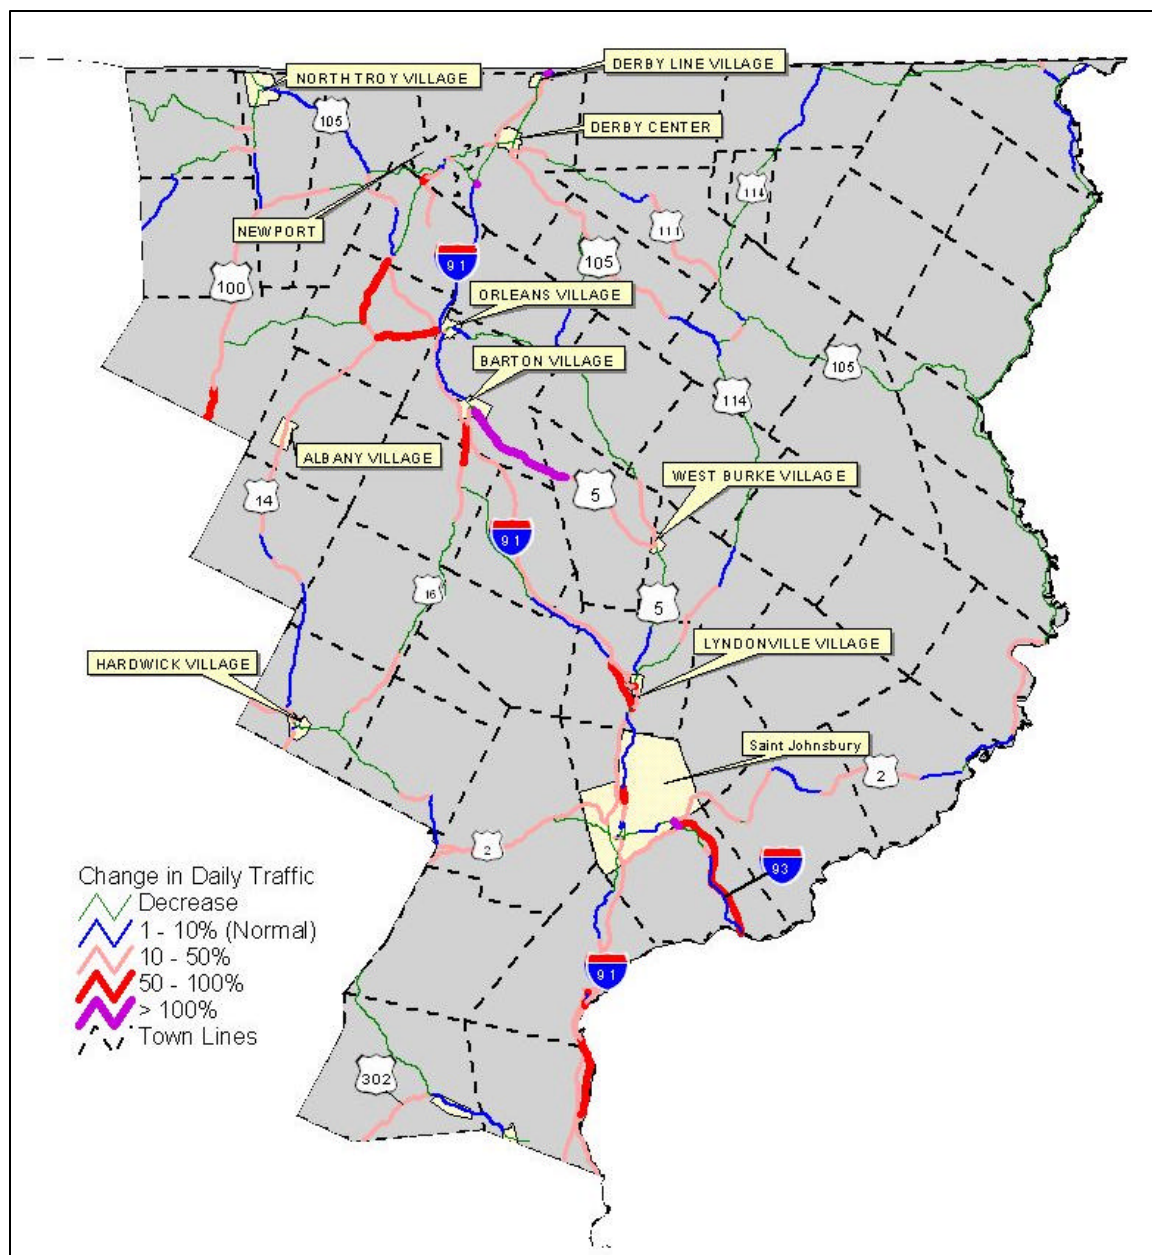 DERBY LINE VILLAGE
NORTH TROY VILLAGE
105
DERBY CENTER
114
NEWPORT
111
91
105
100
ORLEANS VILLAGE
BARTON VILLAGE
105
114
ALBANY VILLAGE
WEST BURKE VILLAGE
14
5
91
16
5
HARDWICK VILLAGE
LYNDONVILLE VILLAGE
Saint Johnsbury
2
2
93
Change in Daily Traffic
Decrease
1 - 10% (Normal)
10 - 50%
50 - 100%
> 100%
Town Lines
91
302